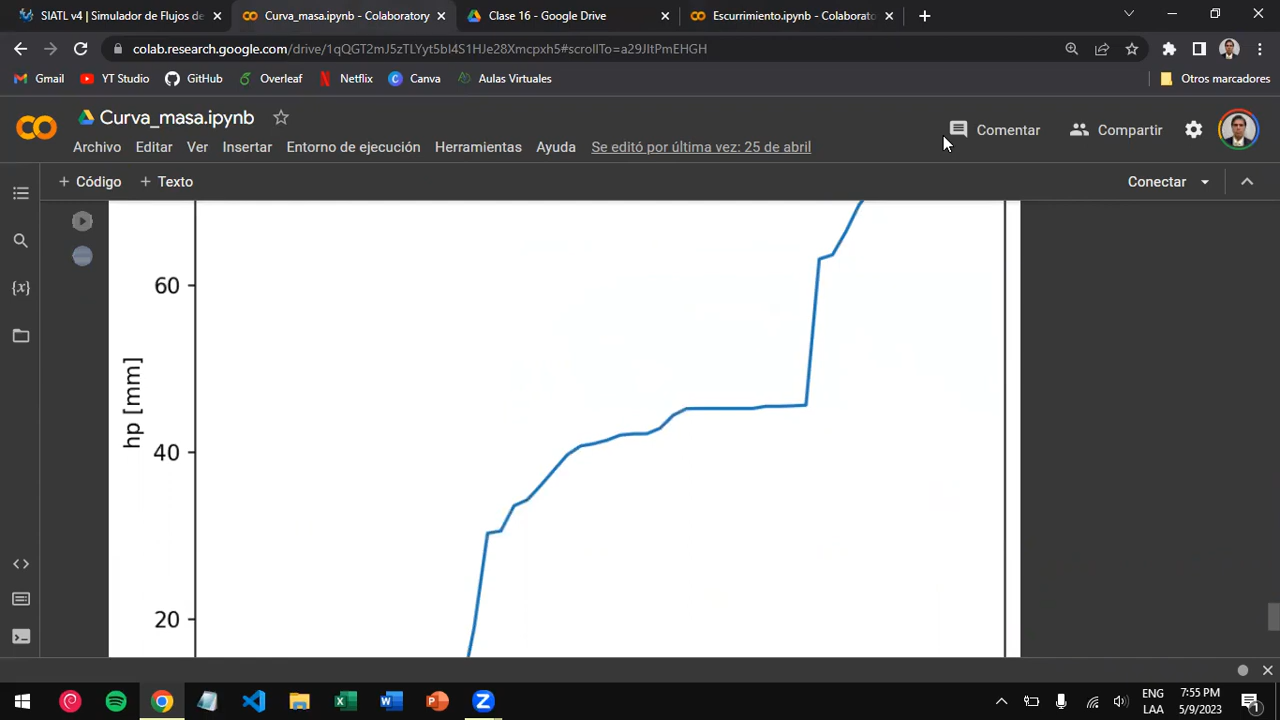 SIATL v4 | Simulador de Flujos de
Curva_masa.ipynb - Colaboratory
Clase 16 - Google Drive
Escurrimiento.ipynb - Colaborato
colab.research.google.com/drive/1qQGT2mJ5zTLYyt5bI4S1HJe28Xmcpxh5#scrollTo=a29JItPmEHGH
Gmail
YT Studio
GitHub
Overleaf
Netflix
Canva
Aulas Virtuales
Otros marcadores
Curva_masa.ipynb
Comentar
Compartir
Archivo
Editar
Ver
Insertar
Entorno de ejecución
Herramientas
Ayuda
Se editó por última vez: 25 de abril
+ Código
+ Texto
Conectar
{x}
60
hp [mm]
40
20
ENG
LAA
7:55 PM
5/9/2023
1